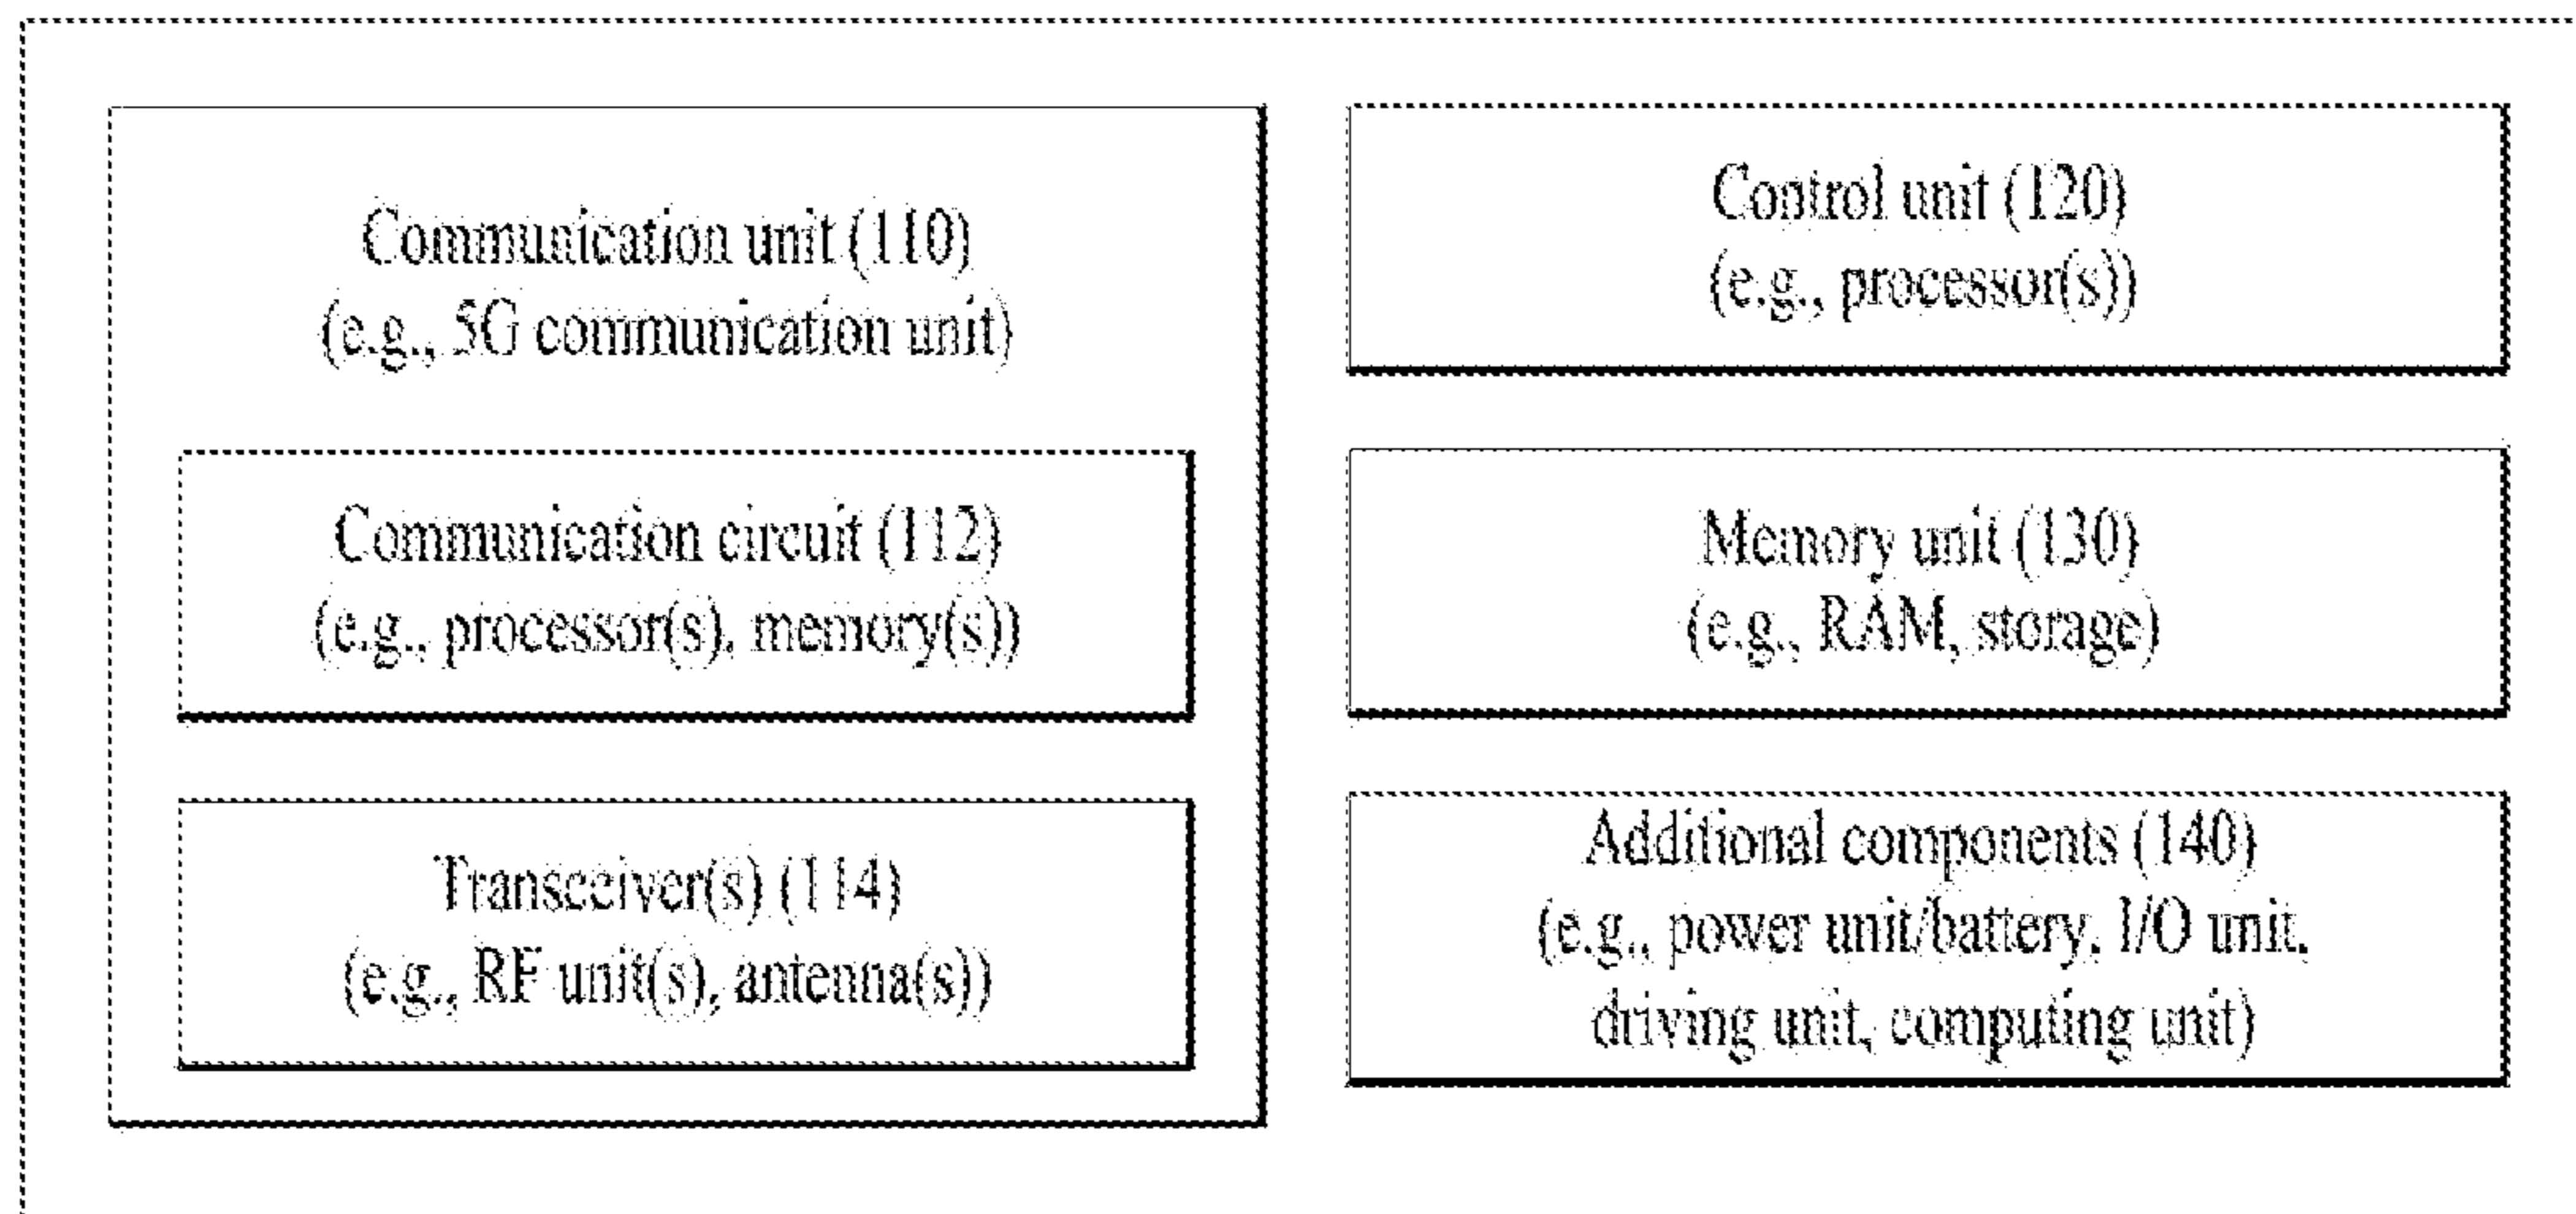 Communication unit (110)
(e.g., 5G communication unit)
Communication circuit (112)
(e.g., processor(s), memory(s))
Transceiver(s) (114)
(e.g., RF unit(s), antenna(s))
Control unit (120)
(e.g., processor(s))
Memory unit (130)
(e.g., RAM, storage)
Additional components (140)
(e.g., power unit/battery, I/O unit,
driving unit, computing unit)